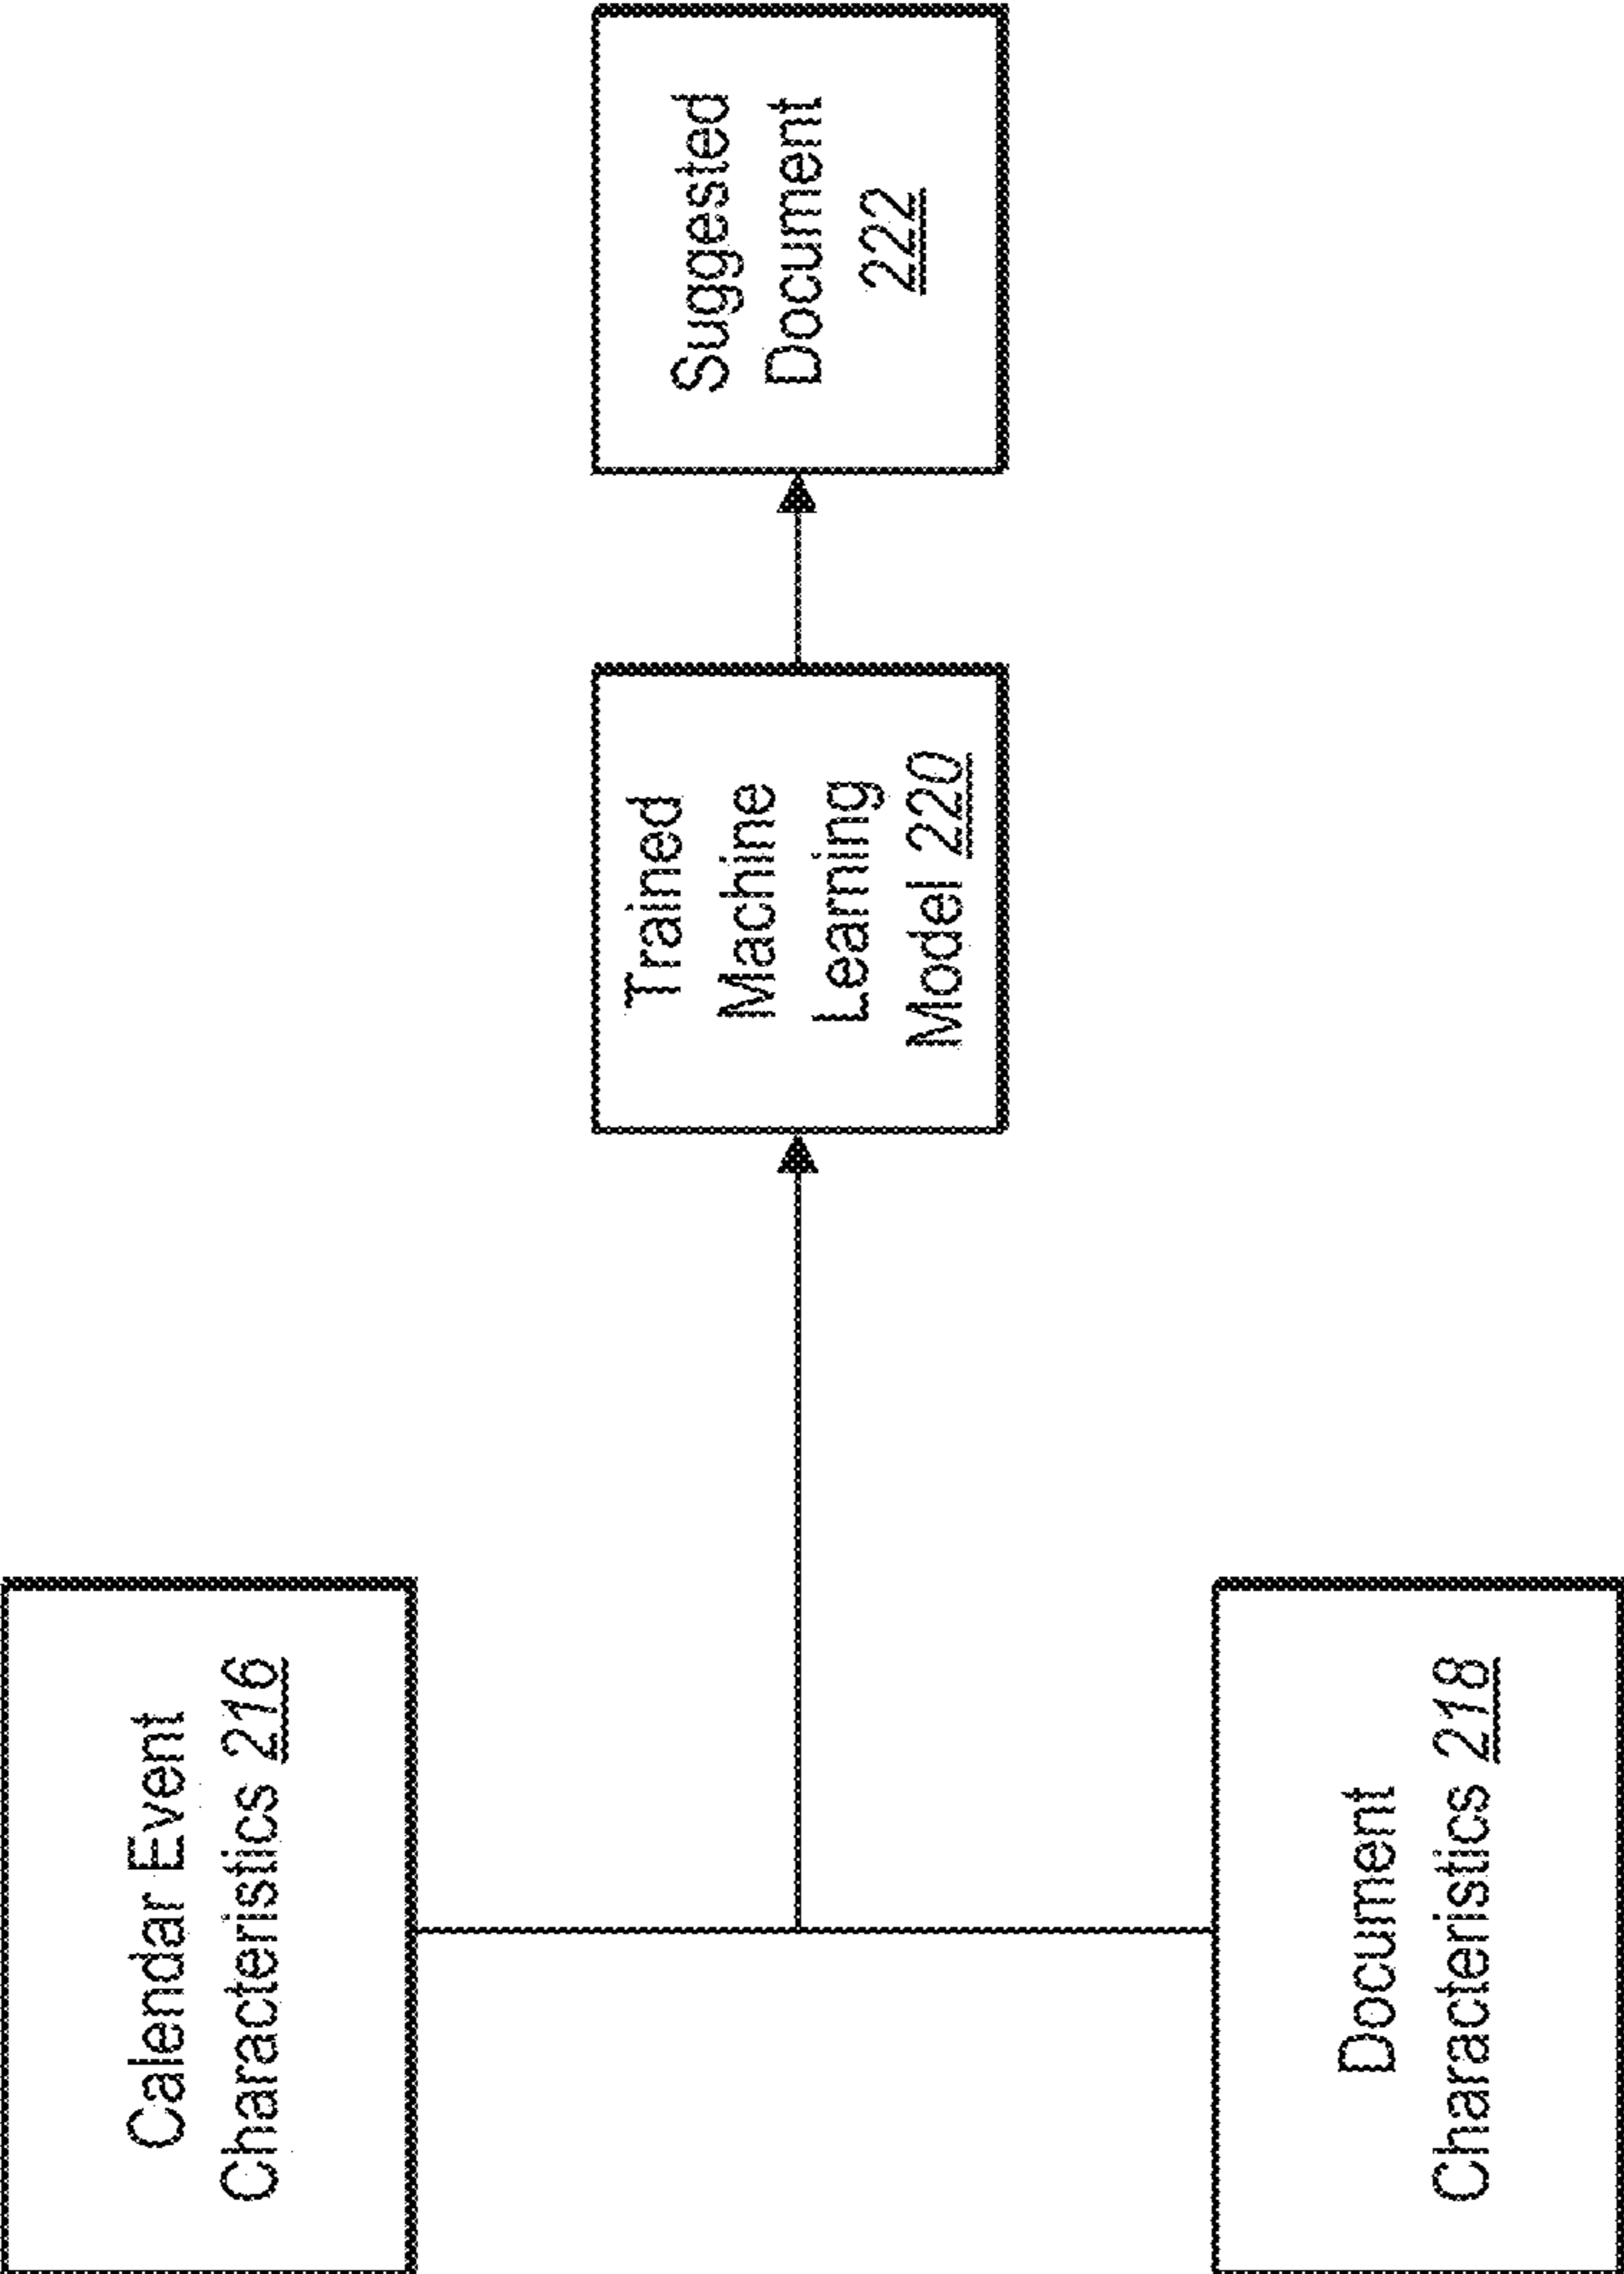 Calendar Event
Characteristics 216
Document
Characteristics 218
Trained
Machine
Learning
Model 220
Suggested
Document
222